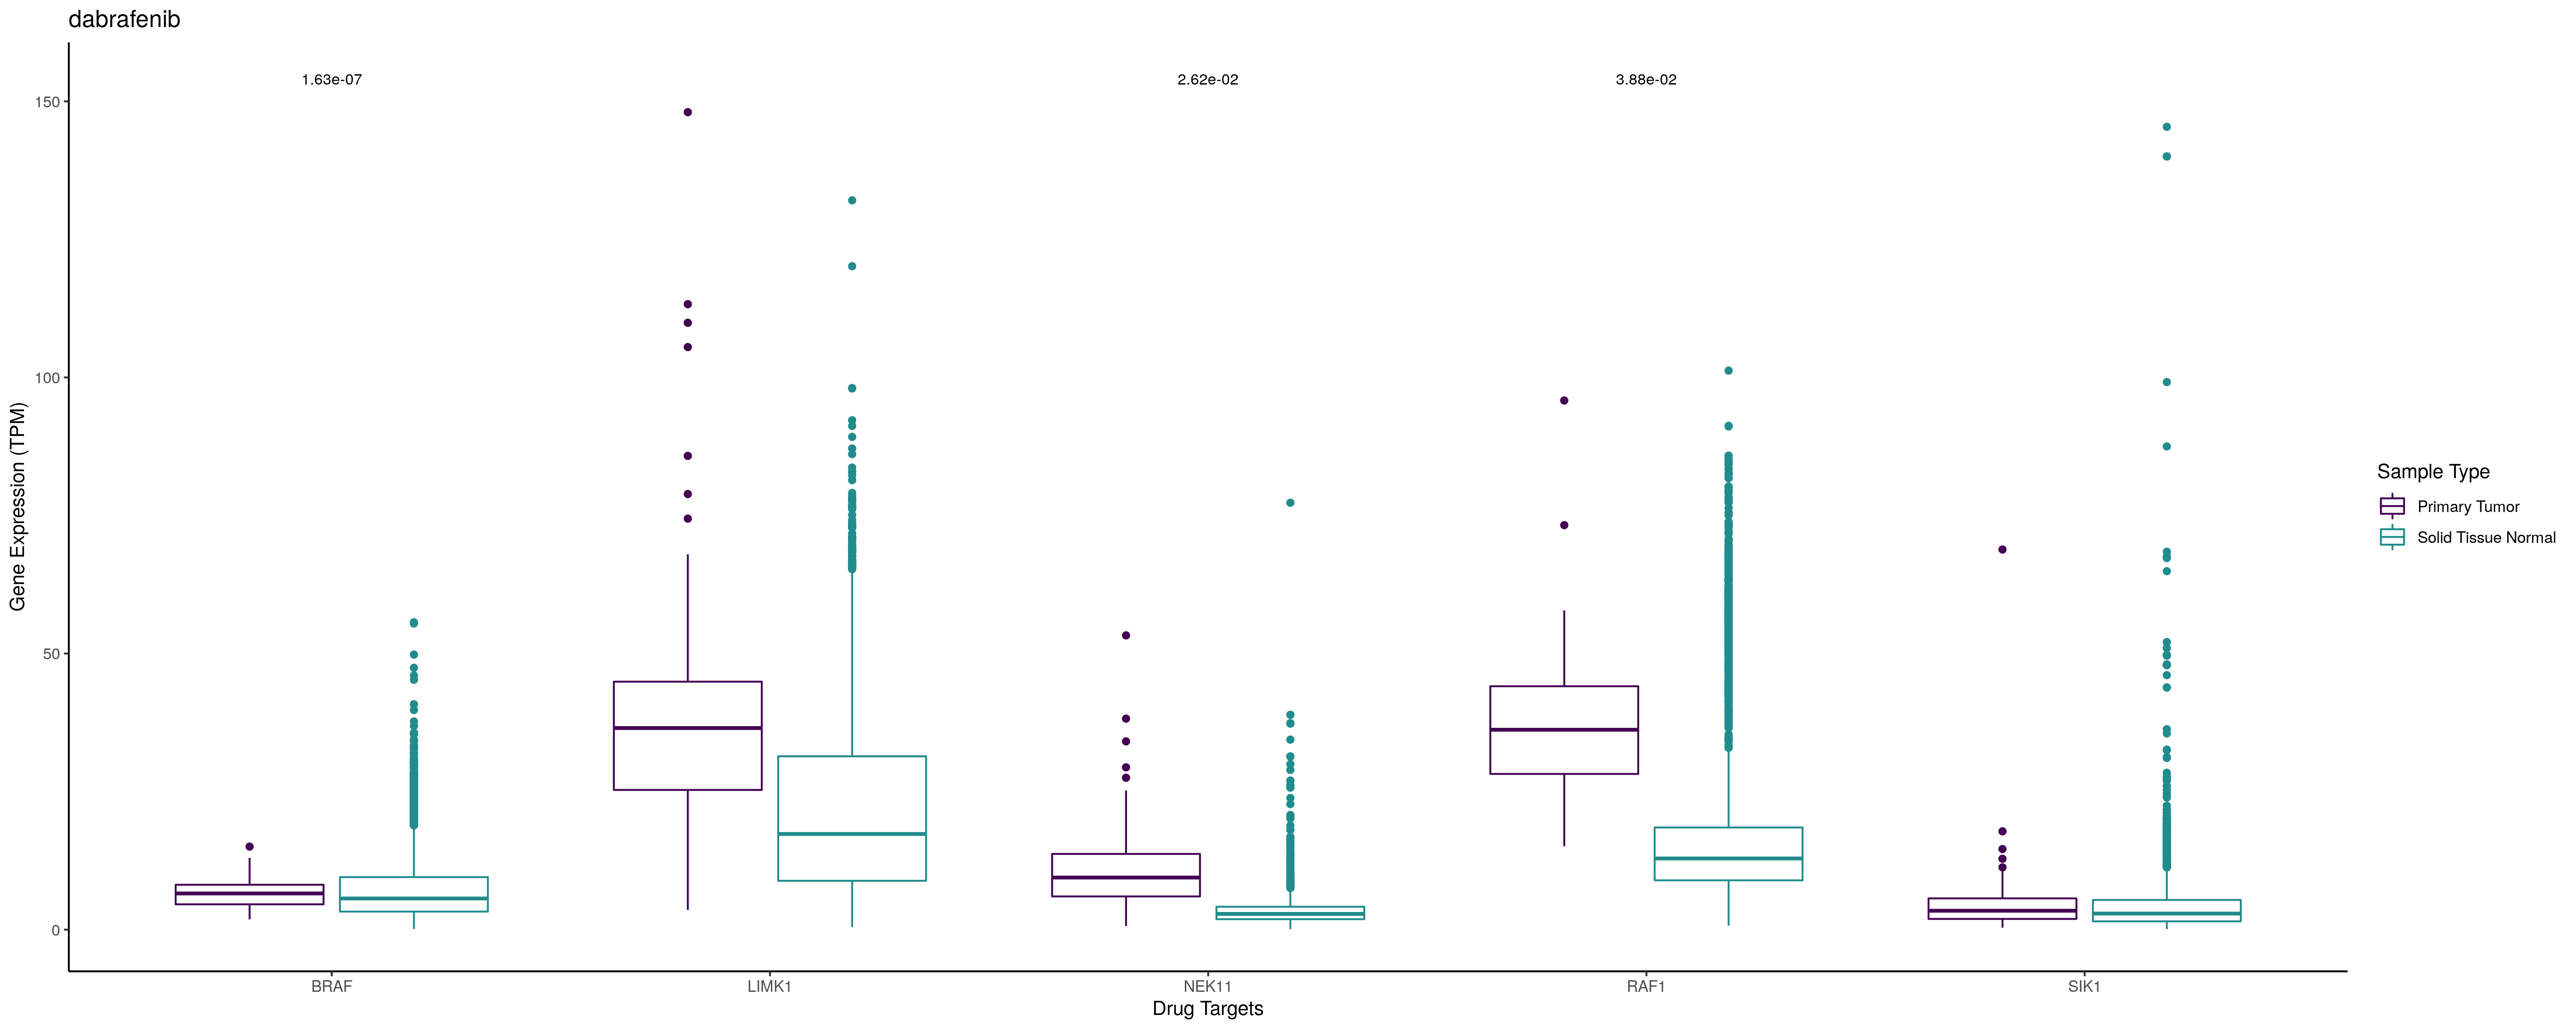 dabrafenib
1.63e-07
2.62e-02
3.88e-02
150
100
50
0
Gene Expression (TPM)
BRAF
LIMK1
NEK11
RAF1
SIK1
Drug Targets
Sample Type
Primary Tumor
Solid Tissue Normal